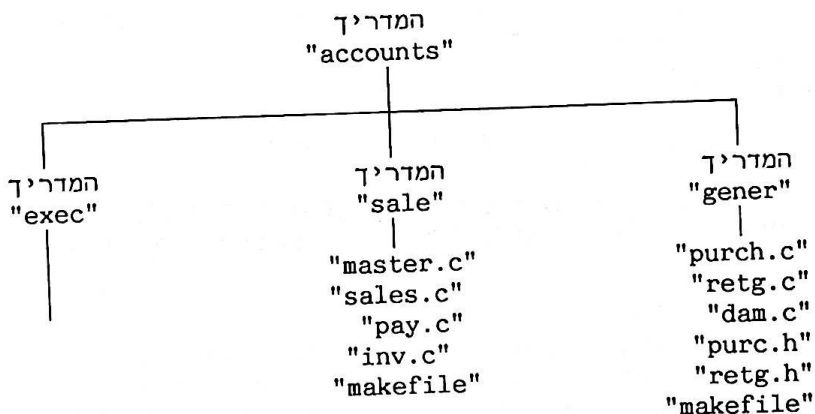 המדריך
"accounts"
המדריך
"exec"
המדריך
"sale"
"master.c"
"sales.c"
"pay.c"
"inv.c"
"makefile"
המדריך
"gener"
"purch.c"
"retg.c"
"dam.c"
"purc.h"
"retg.h"
"makefile"